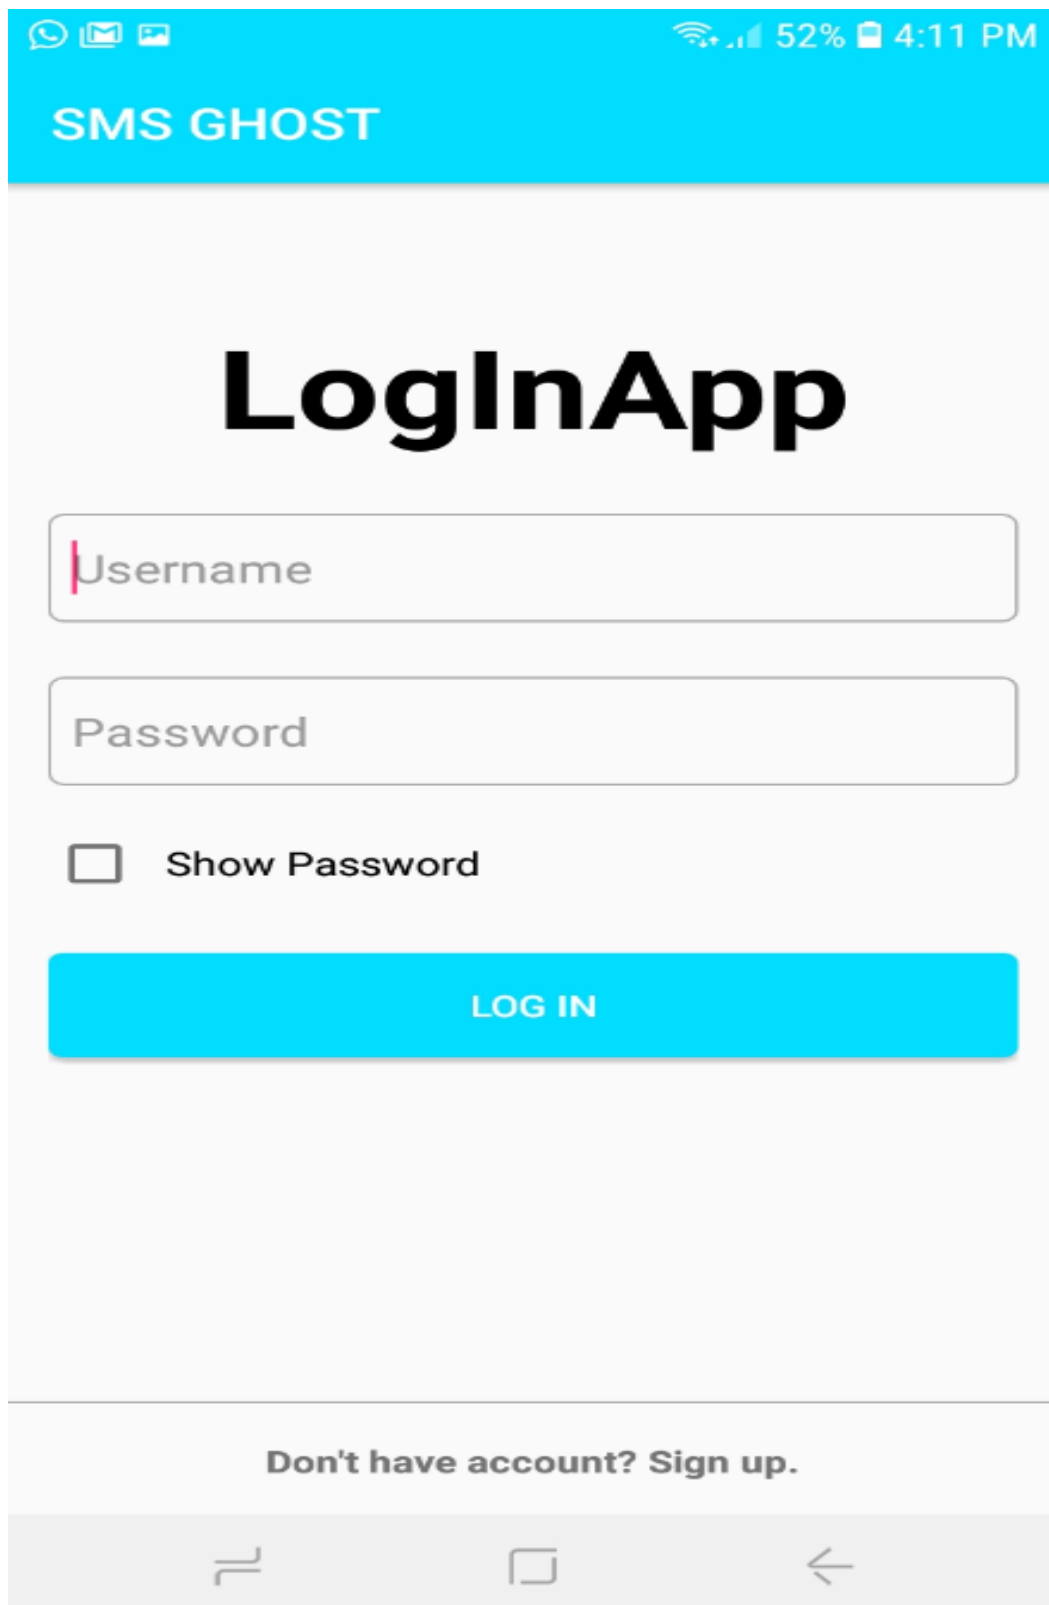 52% 4:11 PM
SMS GHOST
LogInApp
Username
Password
Show Password
LOG IN
Don't have account? Sign up.